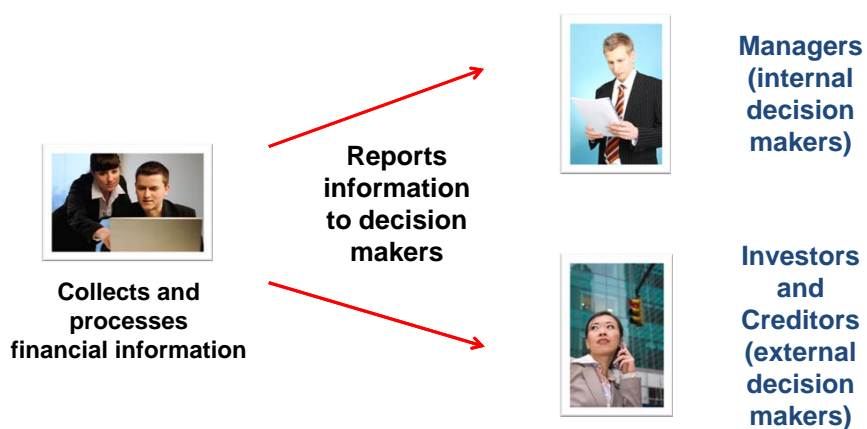 Managers
(internal
decision
makers)
Reports
information
to decision
makers
Collects and
processes
financial information
Investors
and
Creditors
(external
decision
makers)